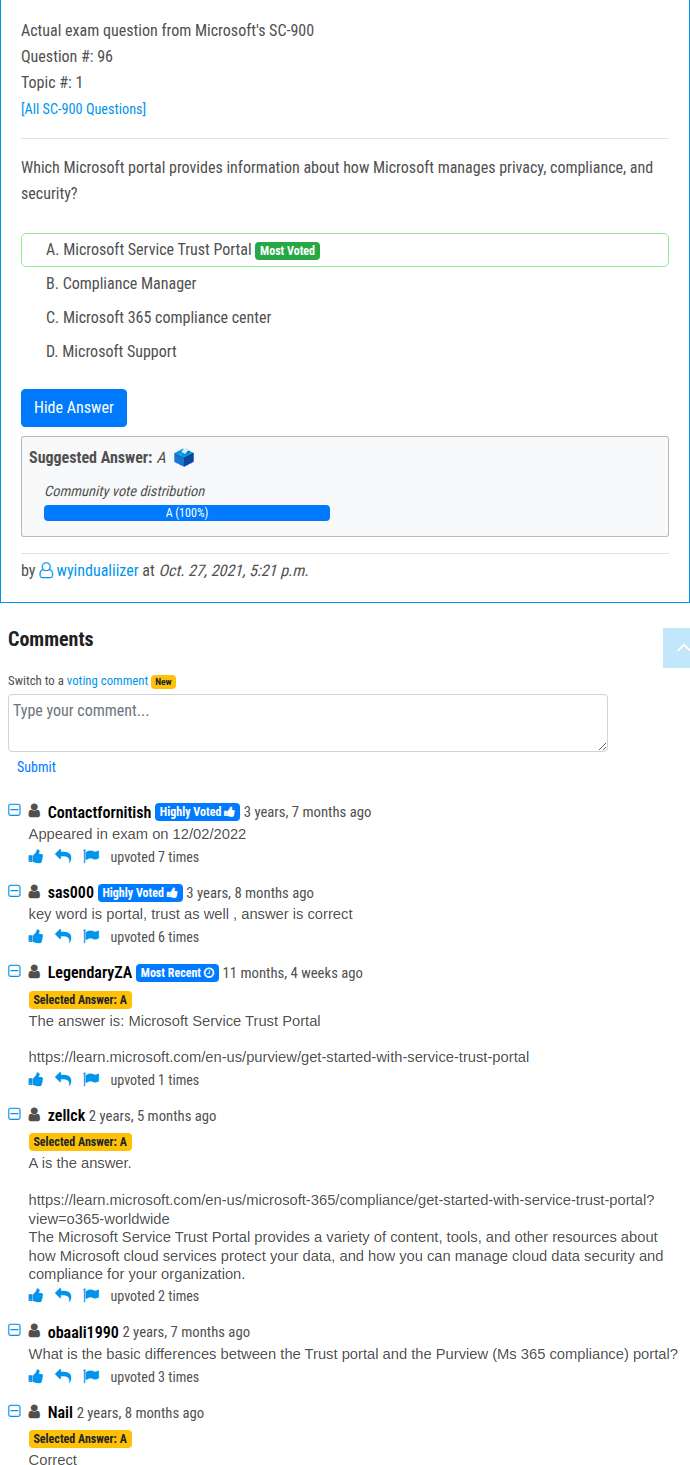 Actual exam question from Microsoft's SC-900
Question #: 96
Topic #: 1
[All SC-900 Questions]
Which Microsoft portal provides information about how Microsoft manages privacy, compliance, and
security?
A. Microsoft Service Trust Portal Most Voted
B. Compliance Manager
C. Microsoft 365 compliance center
D. Microsoft Support
Hide Answer
Suggested Answer: A
Community vote distribution
A (100%)
by wyindualiizer at Oct. 27, 2021, 5:21 p.m.
Comments
Switch to a voting comment New
Type your comment...
Submit
Contactfornitish Highly Voted 3 years, 7 months ago
Appeared in exam on 12/02/2022
upvoted 7 times
sas000 Highly Voted 3 years, 8 months ago
key word is portal, trust as well , answer is correct
upvoted 6 times
LegendaryZA Most Recent 11 months, 4 weeks ago
Selected Answer: A
The answer is: Microsoft Service Trust Portal
https://learn.microsoft.com/en-us/purview/get-started-with-service-trust-portal
upvoted 1 times
zellck 2 years, 5 months ago
Selected Answer: A
A is the answer.
https://learn.microsoft.com/en-us/microsoft-365/compliance/get-started-with-service-trust-portal?
view=o365-worldwide
The Microsoft Service Trust Portal provides a variety of content, tools, and other resources about
how Microsoft cloud services protect your data, and how you can manage cloud data security and
compliance for your organization.
upvoted 2 times
obaali1990 2 years, 7 months ago
What is the basic differences between the Trust portal and the Purview (Ms 365 compliance) portal?
upvoted 3 times
Nail 2 years, 8 months ago
Selected Answer: A
Correct